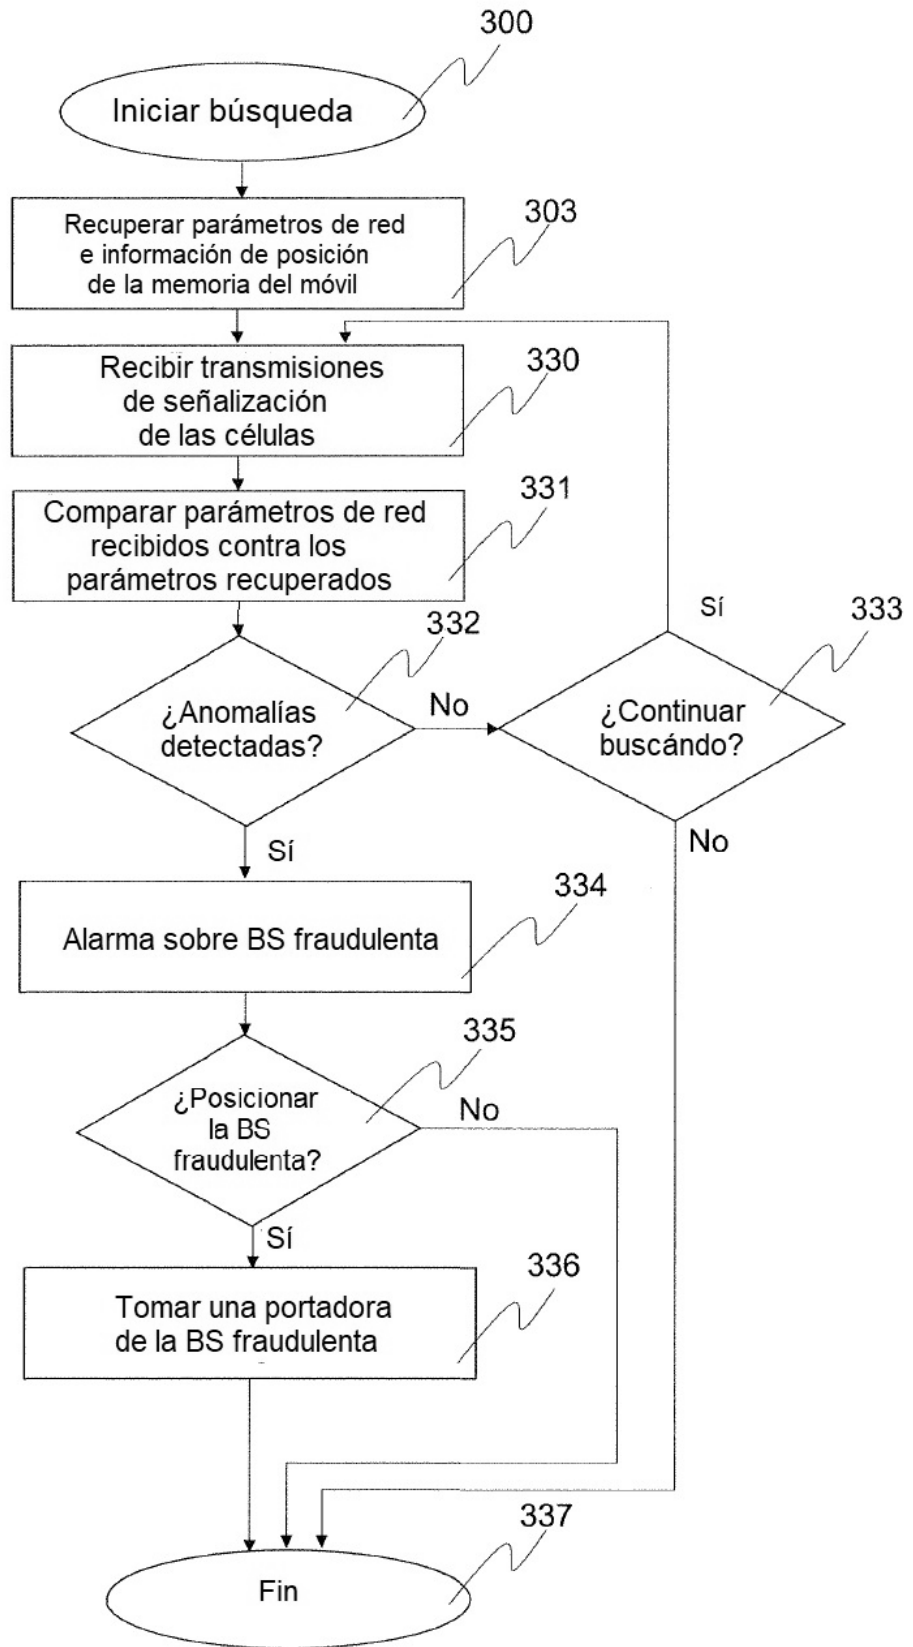 300
Iniciar búsqueda
303
Recuperar parámetros de red
e información de posición
de la memoria del móvil
330
Recibir transmisiones
de señalización
de las células
331
Comparar parámetros de red
recibidos contra los
parámetros recuperados
332
Sí
333
¿Anomalías
detectadas?
No
¿Continuar
buscándo?
Sí
No
334
Alarma sobre BS fraudulenta
335
¿Posicionar
la BS
fraudulenta?
No
Sí
336
Tomar una portadora
de la BS fraudulenta
337
Fin